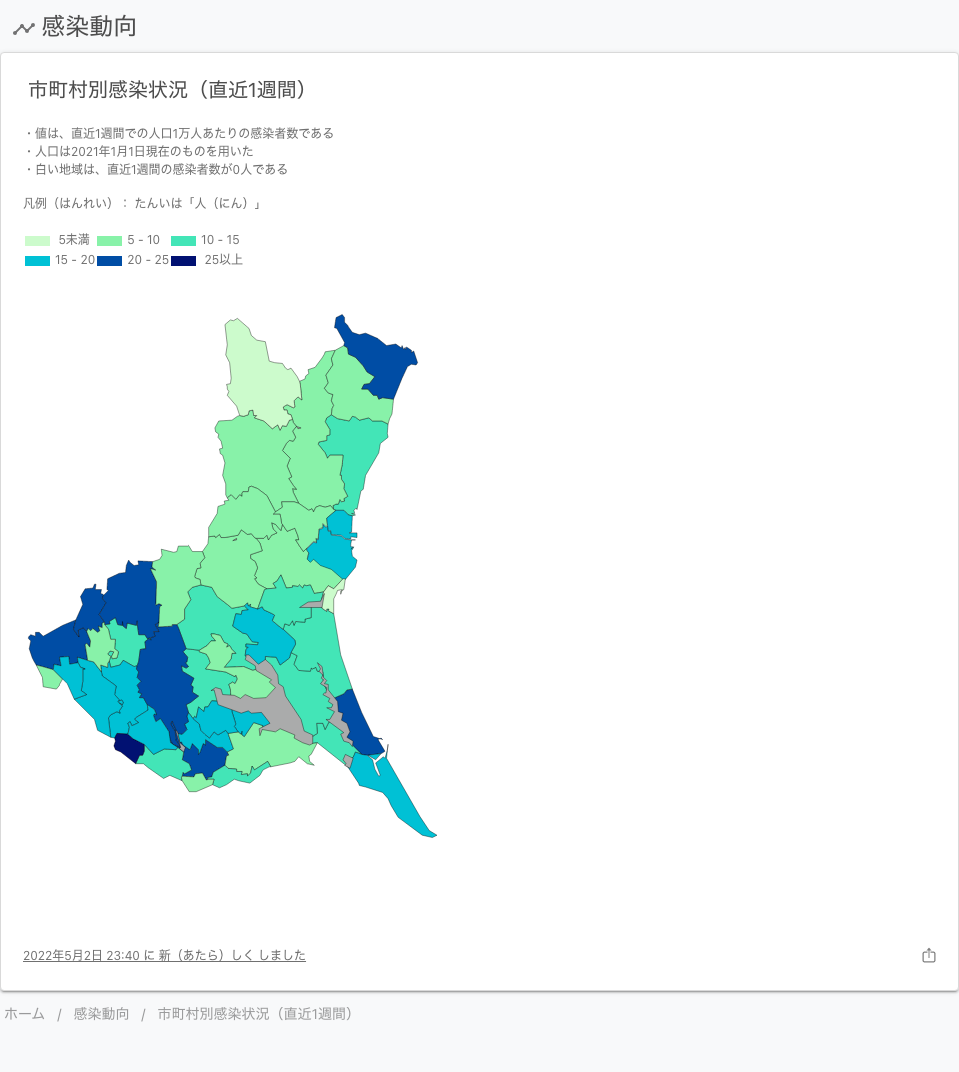 感染動向
市町村別感染状況（直近1週間）
・値は、直近1週間での人口1万人あたりの感染者数である
・人口は2021年1月1日現在のものを用いた
・白い地域は、直近1週間の感染者数が0人である
凡例（はんれい）： たんいは「人（にん）」
5未満 5 - 10 10 - 15
15 - 20 20 - 25 25以上
2022年5月2日 23:40 に 新（あたら）しく しました
ホーム / 感染動向 / 市町村別感染状況（直近1週間）